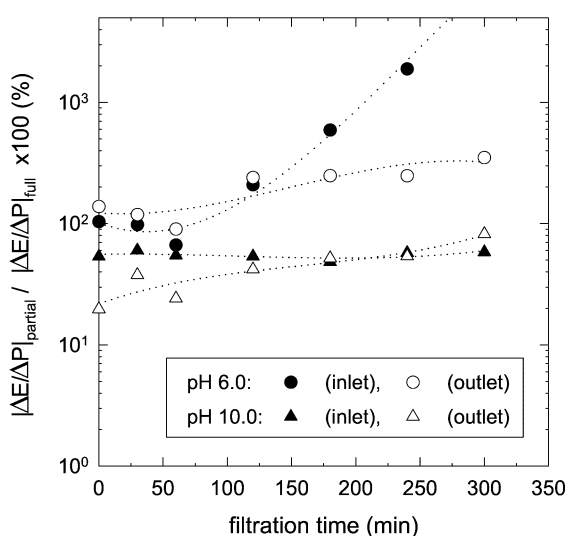 |ΔE/ΔP|partial / |ΔE/ΔP|full x100 (%)
10³
10²
10¹
10⁰
pH 6.0: (inlet), (outlet)
pH 10.0: (inlet), (outlet)
0 50 100 150 200 250 300 350
filtration time (min)